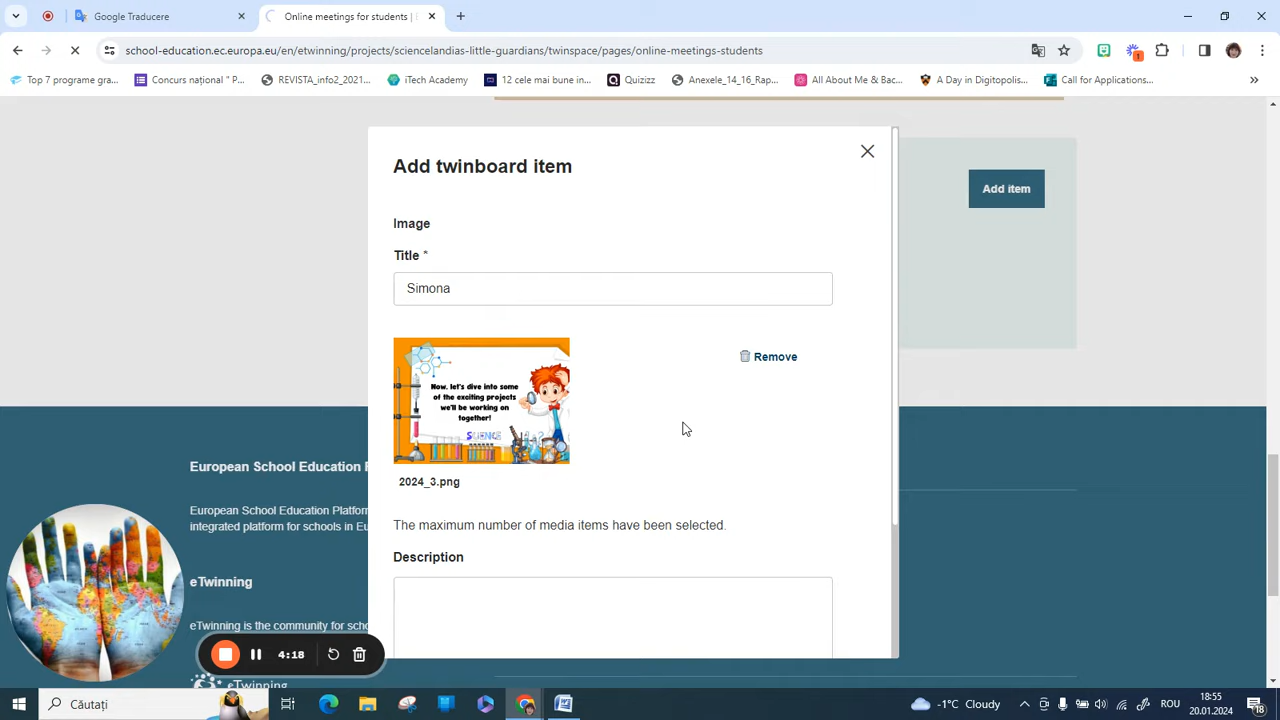 Google Traducere
Online meetings for students |
school-education.ec.europa.eu/en/etwinning/projects/sciencelandias-little-guardians/twinspace/pages/online-meetings-students
Top 7 programe gra...
Concurs național " P...
REVISTA_info2_2021...
iTech Academy
12 cele mai bune in...
Quizizz
Anexele_14_16_Rap...
All About Me & Bac...
A Day in Digitopolis...
Call for Applications...
Add twinboard item
Image
Title *
Simona
Add item
Remove
Now, let's dive into some
of the exciting projects
we'll be working on
together!
SCIENCE
2024_3.png
The maximum number of media items have been selected.
Description
European School Education P
European School Education Platform
integrated platform for schools in Eu
eTwinning
eTwinning is the community for scho
4:18
eTwinning
Căutați
-1°C Cloudy
ROU
18:55
20.01.2024
18
1